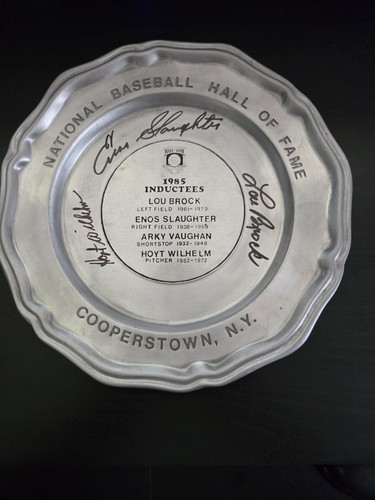 NATIONAL BASEBALL HALL OF FAME
Enos Slaughter
Hoyt Wilhelm
Lou Brock
1985
INDUCTEES
LOU BROCK
LEFT FIELD 1961-1979
ENOS SLAUGHTER
RIGHT FIELD 1938-1959
ARKY VAUGHAN
SHORTSTOP 1932-1948
HOYT WILHELM
PITCHER 1952-1972
COOPERSTOWN, N.Y.